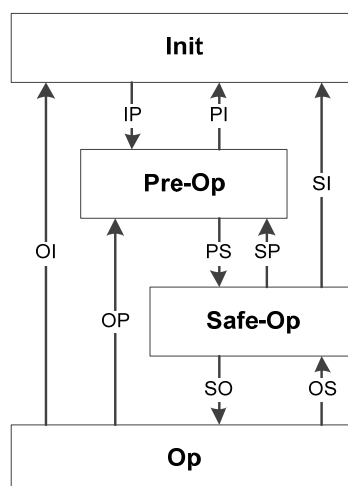 Init
IP PI
Pre-Op
SI
OI
PS SP
OP
Safe-Op
SO OS
Op